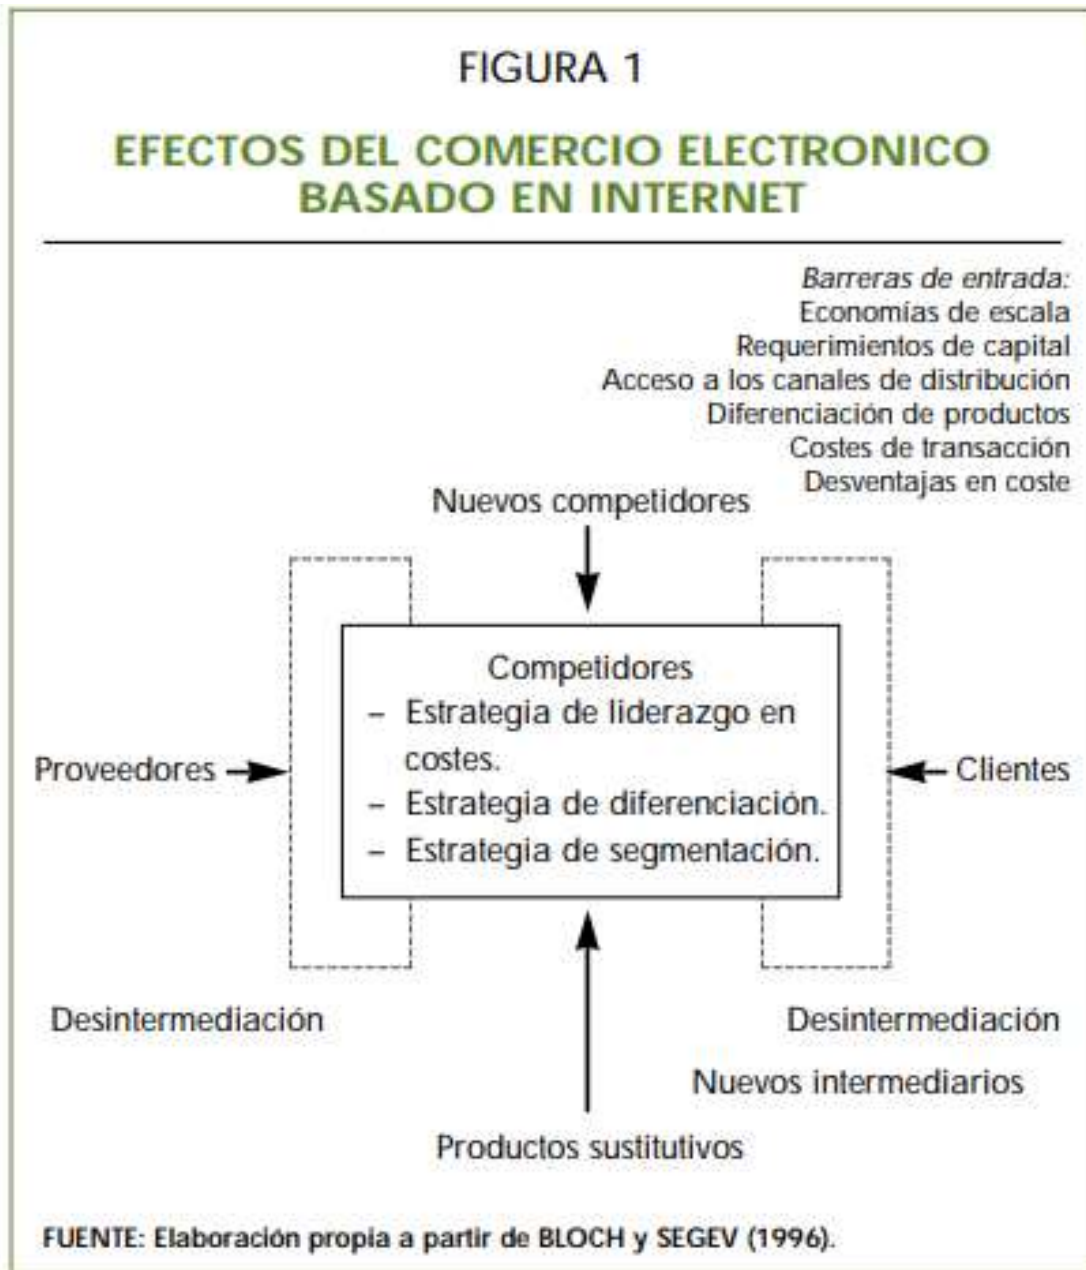 FIGURA 1
EFECTOS DEL COMERCIO ELECTRONICO
BASADO EN INTERNET
Barreras de entrada:
Economías de escala
Requerimientos de capital
Acceso a los canales de distribución
Diferenciación de productos
Costes de transacción
Desventajas en coste
Nuevos competidores
Competidores
– Estrategia de liderazgo en
costes.
– Estrategia de diferenciación.
– Estrategia de segmentación.
Proveedores
Clientes
Desintermediación
Desintermediación
Nuevos intermediarios
Productos sustitutivos
FUENTE: Elaboración propia a partir de BLOCH y SEGEV (1996).